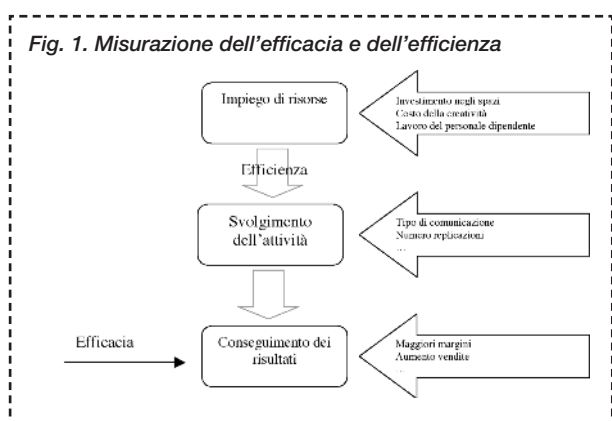 Fig. 1. Misurazione dell'efficacia e dell'efficienza
Impiego di risorse
Investimento negli spazi
Costo della creatività
Lavoro del personale dipendente
Efficienza
Svolgimento
dell'attività
Tipo di comunicazione
Numero replicazioni
...
Efficacia
Conseguimento dei
risultati
Maggiori margini
Aumento vendite
...